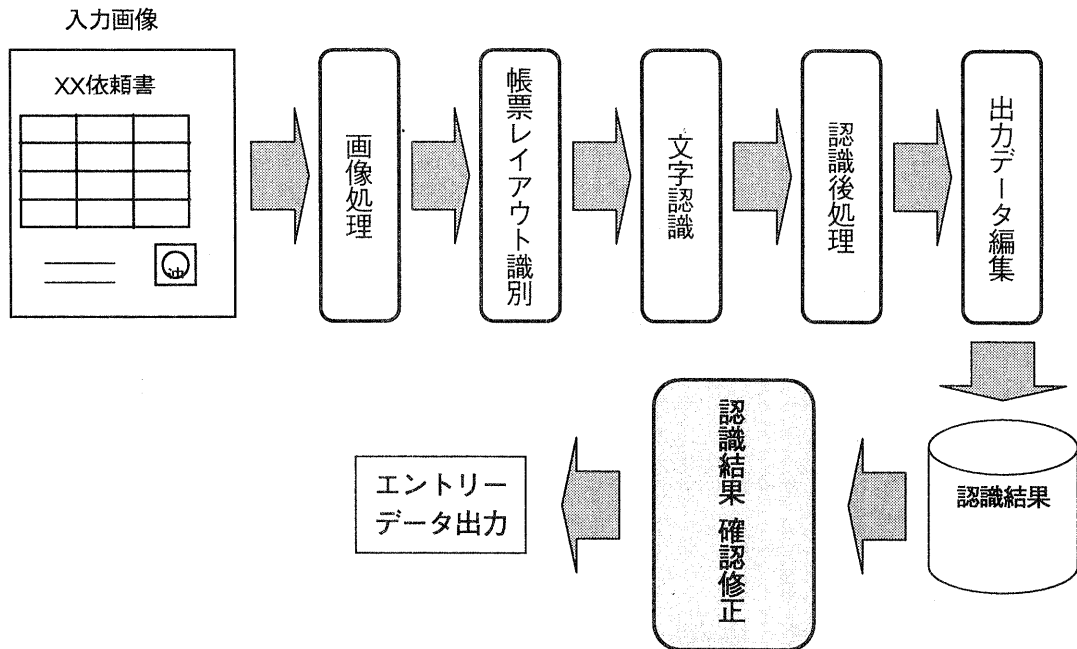 入力画像
XX依頼書
画像処理
帳票レイアウト識別
文字認識
認識後処理
出力データ編集
認識結果
認識結果 確認修正
エントリー
データ出力